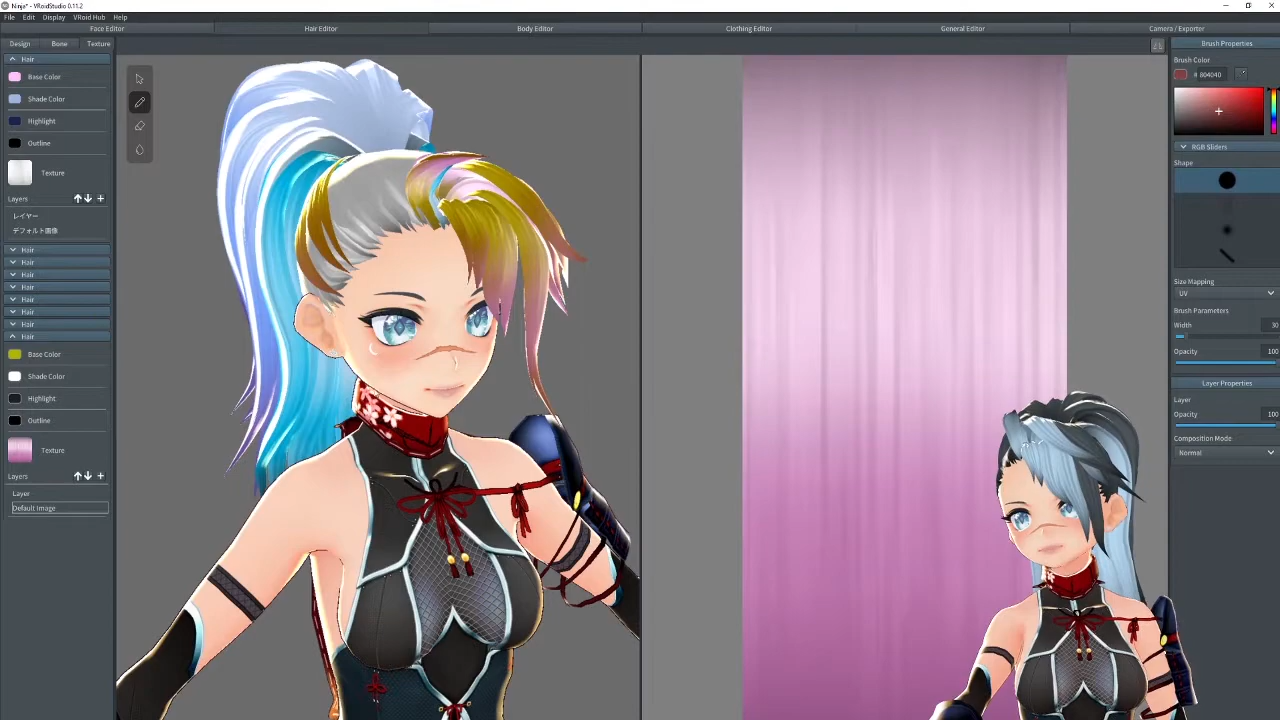 Ninja* - VRoidStudio 0.11.2
File Edit Display VRoid Hub Help
Face Editor Hair Editor Body Editor Clothing Editor General Editor Camera / Exporter
Design Bone Texture
Hair
Base Color
Shade Color
Highlight
Outline
Texture
Layers
レイヤー
デフォルト画像
Hair
Hair
Hair
Hair
Hair
Hair
Hair
Hair
Base Color
Shade Color
Highlight
Outline
Texture
Layers
Layer
Default Image
Brush Properties
Brush Color
# 804040
RGB Sliders
Shape
Size Mapping
UV
Brush Parameters
Width 30
Opacity 100
Layer Properties
Layer
Opacity 100
Composition Mode
Normal